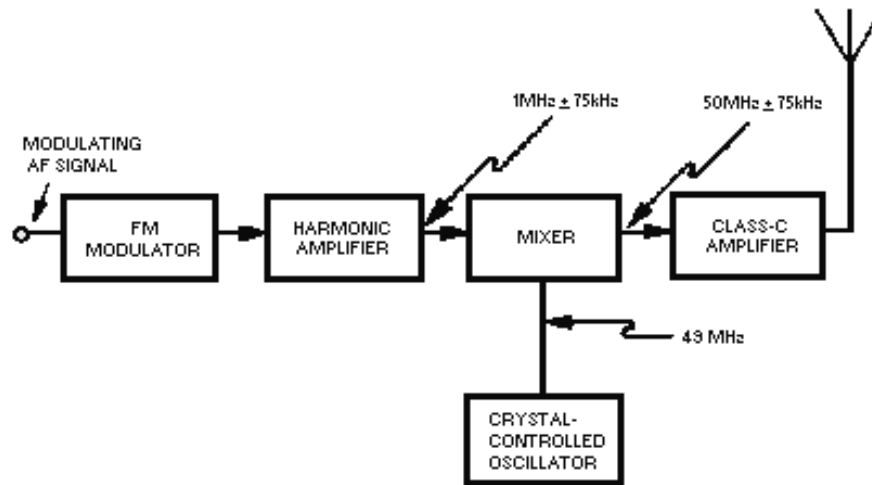 1MHz ± 75kHz
50MHz ± 75kHz
MODULATING
AF SIGNAL
FM
MODULATOR
HARMONIC
AMPLIFIER
MIXER
CLASS-C
AMPLIFIER
49 MHz
CRYSTAL-
CONTROLLED
OSCILLATOR